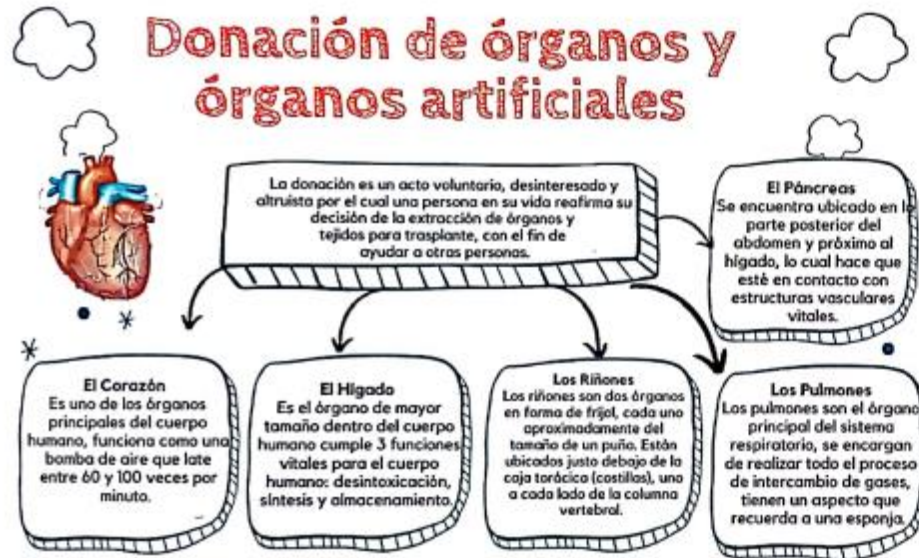 Donación de órganos y
órganos artificiales
La donación es un acto voluntario, desinteresado y
altruista por el cual una persona en su vida reafirma su
decisión de la extracción de órganos y
tejidos para trasplante, con el fin de
ayudar a otras personas.
El Páncreas
Se encuentra ubicado en la
parte posterior del
abdomen y próximo al
hígado, lo cual hace que
esté en contacto con
estructuras vasculares
vitales.
El Corazón
Es uno de los órganos
principales del cuerpo
humano, funciona como una
bomba de aire que late
entre 60 y 100 veces por
minuto.
El Hígado
Es el órgano de mayor
tamaño dentro del cuerpo
humano cumple 3 funciones
vitales para el cuerpo
humano: desintoxicación,
síntesis y almacenamiento.
Los Riñones
Los riñones son dos órganos
en forma de frijol, cada uno
aproximadamente del
tamaño de un puño. Están
ubicados justo debajo de la
caja torácica (costillas), uno
a cada lado de la columna
vertebral.
Los Pulmones
Los pulmones son el órgano
principal del sistema
respiratorio, se encargan
de realizar todo el proceso
de intercambio de gases,
tienen un aspecto que
recuerda a una esponja.